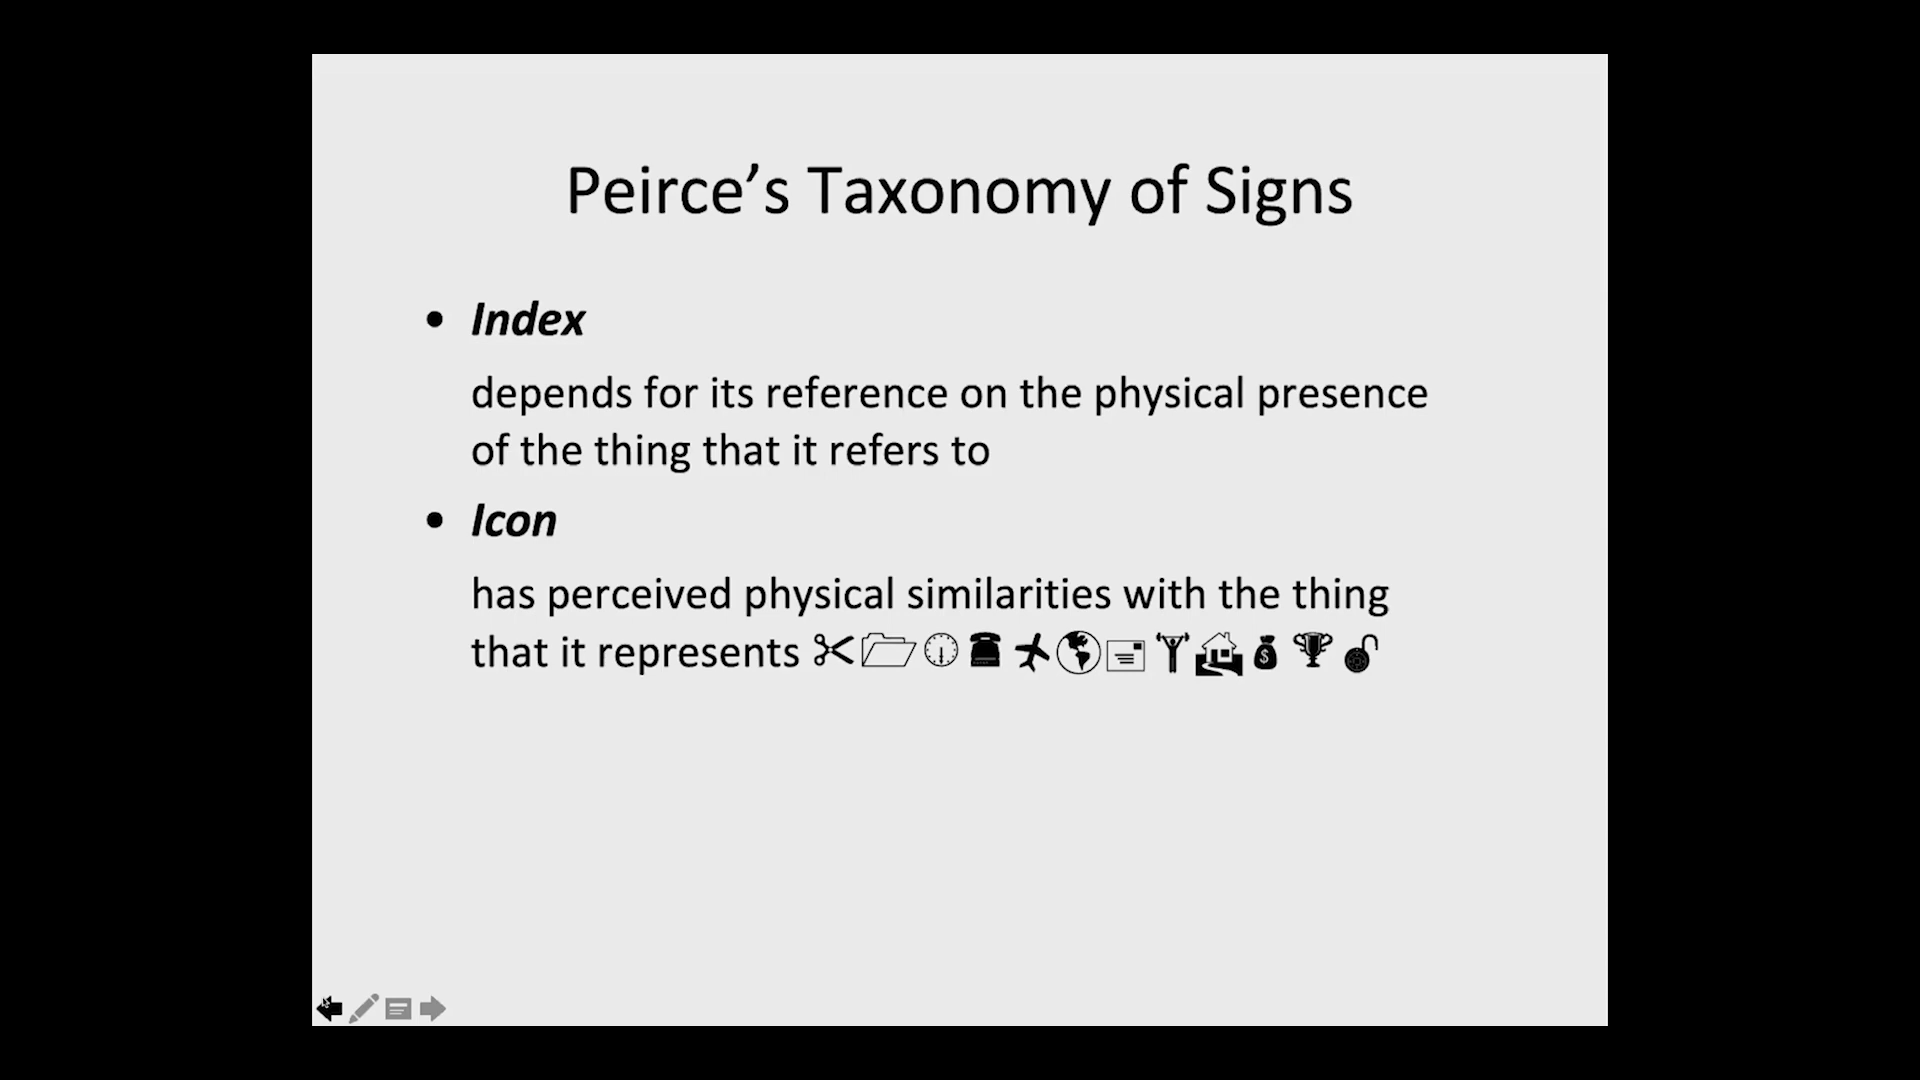 Peirce’s Taxonomy of Signs
• Index
depends for its reference on the physical presence
of the thing that it refers to
• Icon
has perceived physical similarities with the thing
that it represents